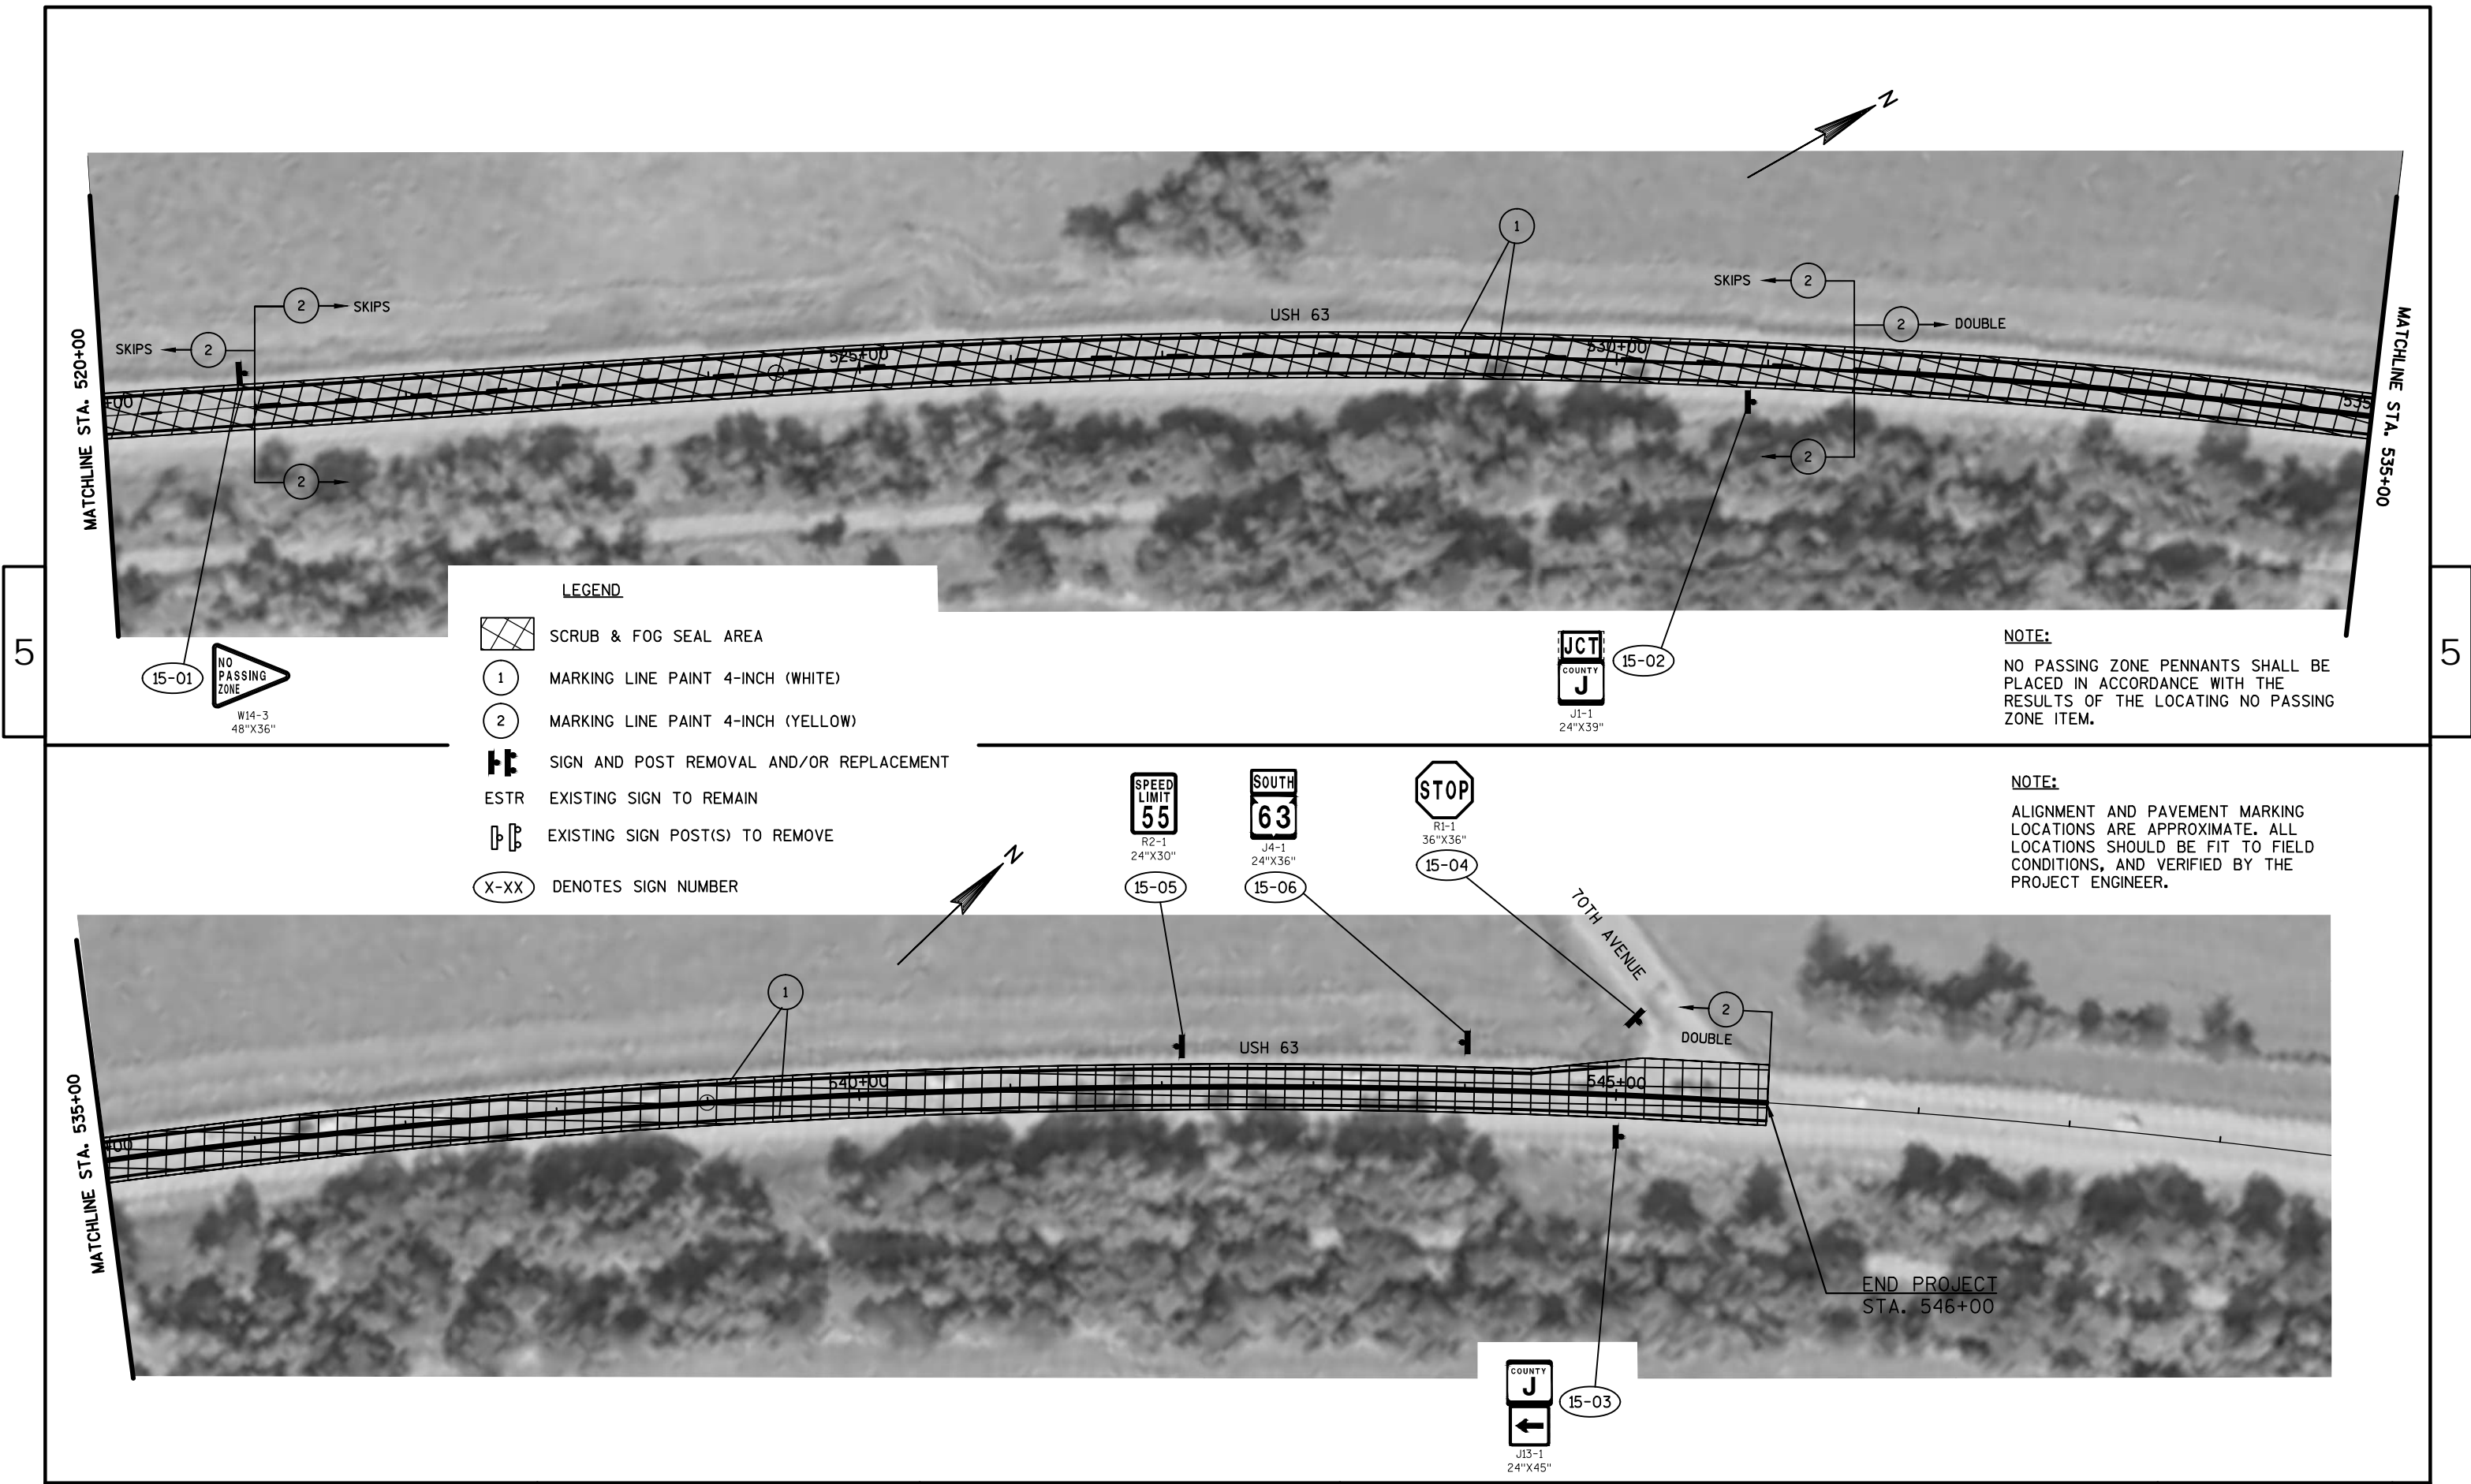 N
1
SKIPS
2
2
SKIPS
USH 63
SKIPS
2
2
DOUBLE
MATCHLINE STA. 520+00
+00
525+00
530+00
535
MATCHLINE STA. 535+00
2
2
5
5
15-01
NO
PASSING
ZONE
W14-3
48"X36"
LEGEND
SCRUB & FOG SEAL AREA
1 MARKING LINE PAINT 4-INCH (WHITE)
2 MARKING LINE PAINT 4-INCH (YELLOW)
SIGN AND POST REMOVAL AND/OR REPLACEMENT
ESTR EXISTING SIGN TO REMAIN
EXISTING SIGN POST(S) TO REMOVE
X-XX DENOTES SIGN NUMBER
JCT
COUNTY
J
J1-1
24"X39"
15-02
NOTE:
NO PASSING ZONE PENNANTS SHALL BE
PLACED IN ACCORDANCE WITH THE
RESULTS OF THE LOCATING NO PASSING
ZONE ITEM.
SPEED
LIMIT
55
R2-1
24"X30"
15-05
SOUTH
63
J4-1
24"X36"
15-06
STOP
R1-1
36"X36"
15-04
NOTE:
ALIGNMENT AND PAVEMENT MARKING
LOCATIONS ARE APPROXIMATE. ALL
LOCATIONS SHOULD BE FIT TO FIELD
CONDITIONS, AND VERIFIED BY THE
PROJECT ENGINEER.
N
70TH AVENUE
1
2
DOUBLE
USH 63
MATCHLINE STA. 535+00
+00
540+00
545+00
END PROJECT
STA. 546+00
COUNTY
J
J13-1
24"X45"
15-03